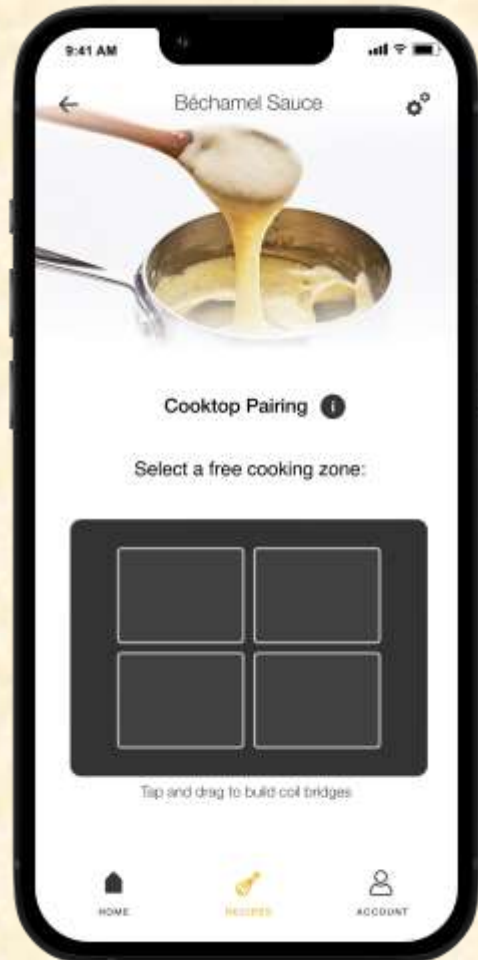 9:41 AM
Béchamel Sauce
Cooktop Pairing i
Select a free cooking zone:
Tap and drag to build coil bridges
HOME RECIPES ACCOUNT